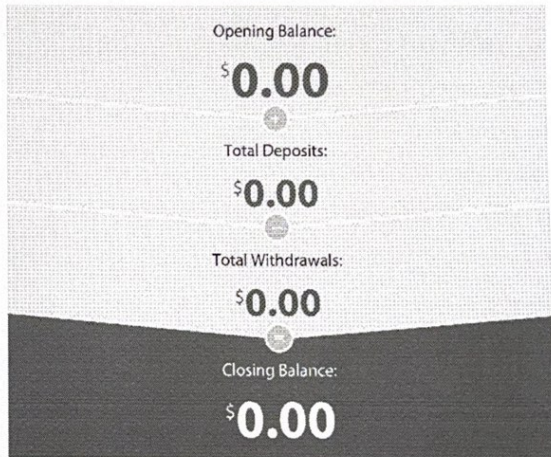 Opening Balance:
$0.00
+
Total Deposits:
$0.00
Total Withdrawals:
$0.00
=
Closing Balance:
$0.00